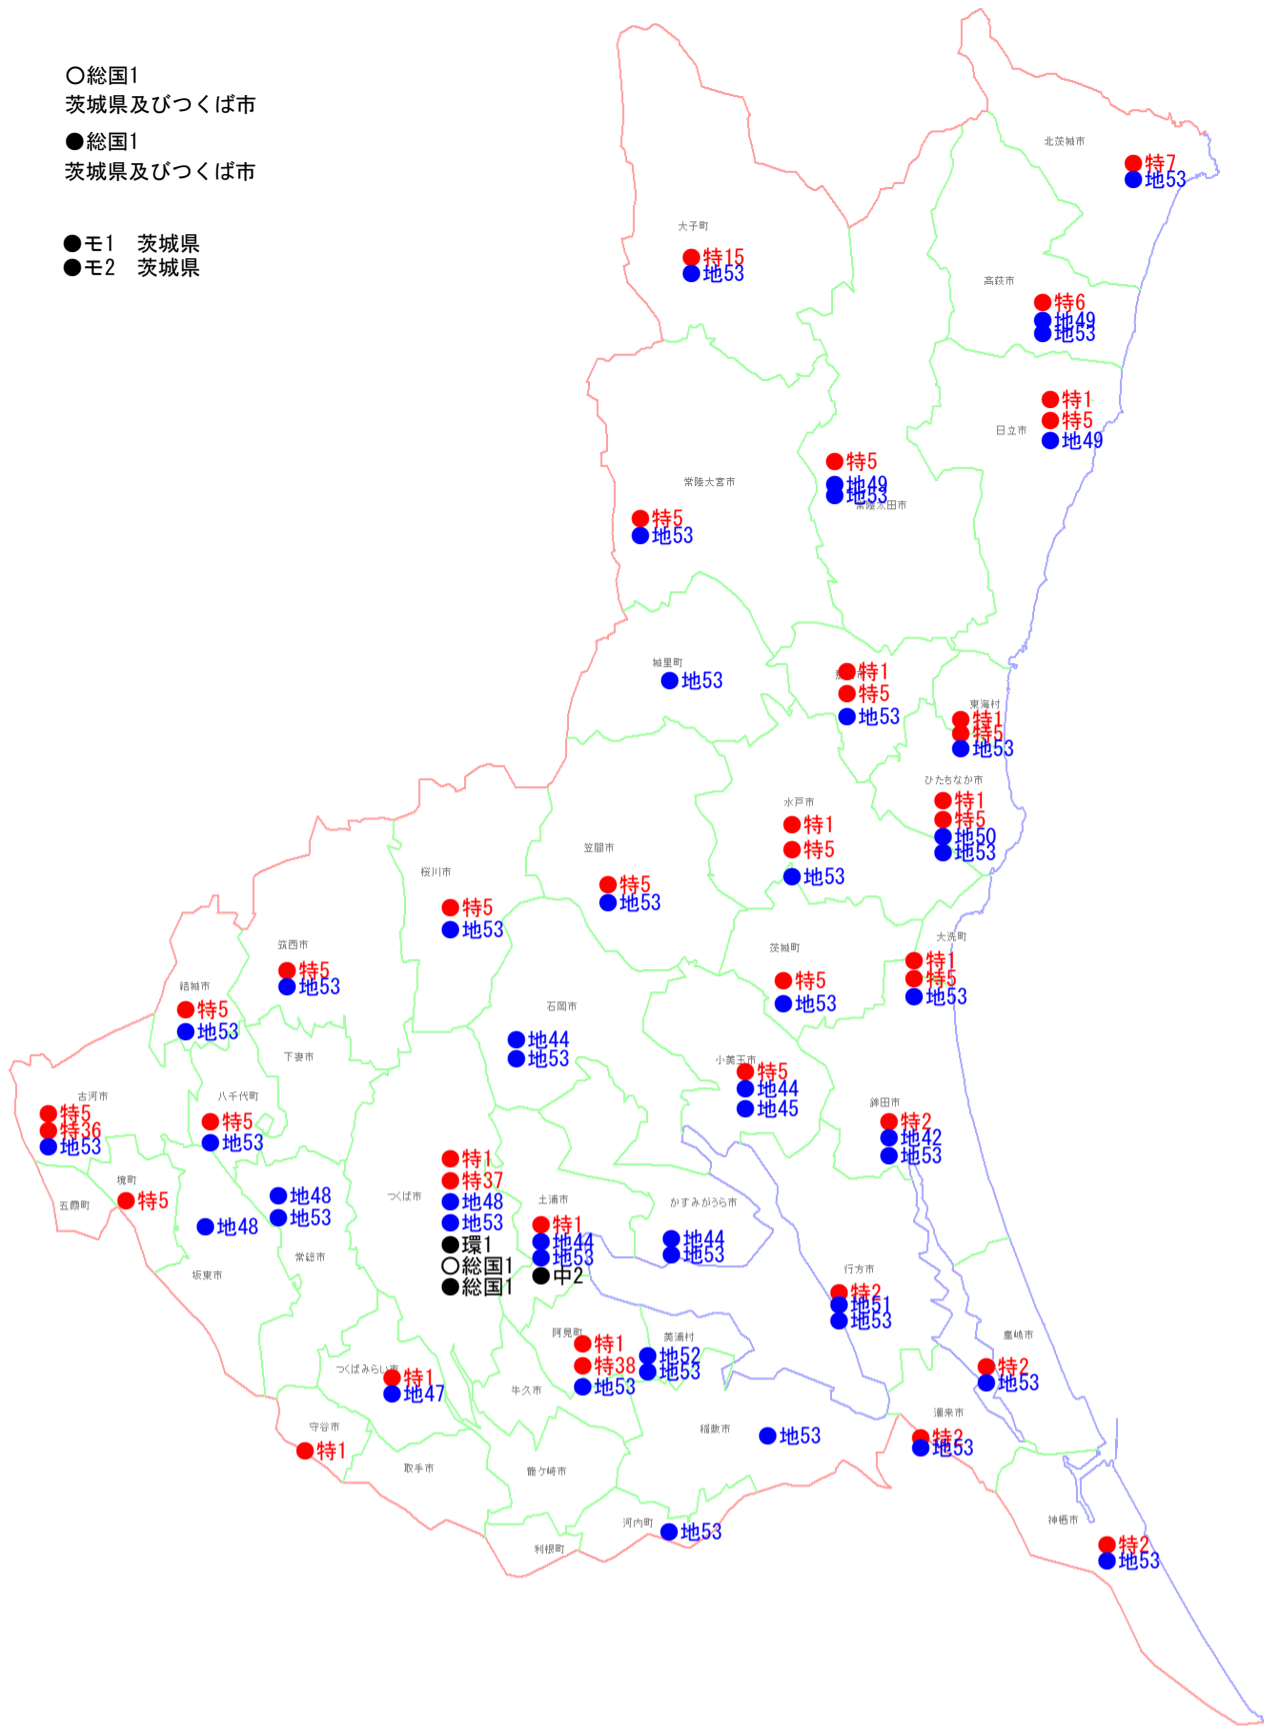 ○総国1
茨城県及びつくば市
●総国1
茨城県及びつくば市
●モ1　茨城県
●モ2　茨城県
北茨城市
●特7
●地53
大子町
●特15
●地53
高萩市
●特6
●地49
●地53
日立市
●特1
●特5
●地49
常陸太田市
●特5
●地49
●地53
常陸大宮市
●特5
●地53
城里町
●地53
●特1
●特5
●地53
東海村
●特1
●特5
●地53
ひたちなか市
●特1
●特5
●地50
●地53
水戸市
●特1
●特5
●地53
笠間市
●特5
●地53
桜川市
●特5
●地53
筑西市
●特5
●地53
結城市
●特5
●地53
茨城町
●特5
●地53
大洗町
●特1
●特5
●地53
石岡市
●地44
●地53
小美玉市
●特5
●地44
●地45
鉾田市
●特2
●地42
●地53
下妻市
八千代町
●特5
●地53
古河市
●特5
●特36
●地53
五霞町
境町
●特5
坂東市
●地48
常総市
●地48
●地53
つくば市
●特1
●特37
●地48
●地53
●環1
○総国1
●総国1
土浦市
●特1
●地44
●地53
●中2
かすみがうら市
●地44
●地53
行方市
●特2
●地51
●地53
鹿嶋市
●特2
●地53
潮来市
●特2
●地53
神栖市
●特2
●地53
阿見町
●特1
●特38
●地53
美浦村
●地52
●地53
牛久市
つくばみらい市
●特1
●地47
守谷市
●特1
取手市
龍ケ崎市
稲敷市
●地53
河内町
●地53
利根町